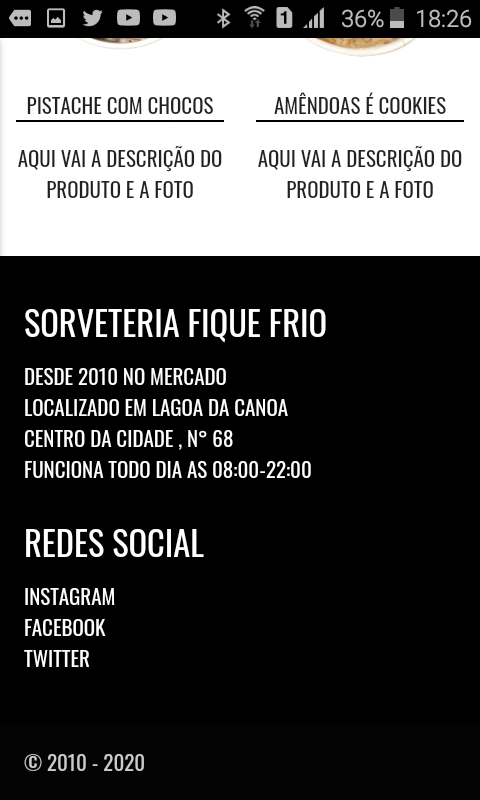 36% 18:26
PISTACHE COM CHOCOS
AMÊNDOAS É COOKIES
AQUI VAI A DESCRIÇÃO DO
PRODUTO E A FOTO
AQUI VAI A DESCRIÇÃO DO
PRODUTO E A FOTO
SORVETERIA FIQUE FRIO
DESDE 2010 NO MERCADO
LOCALIZADO EM LAGOA DA CANOA
CENTRO DA CIDADE , N° 68
FUNCIONA TODO DIA AS 08:00-22:00
REDES SOCIAL
INSTAGRAM
FACEBOOK
TWITTER
© 2010 - 2020